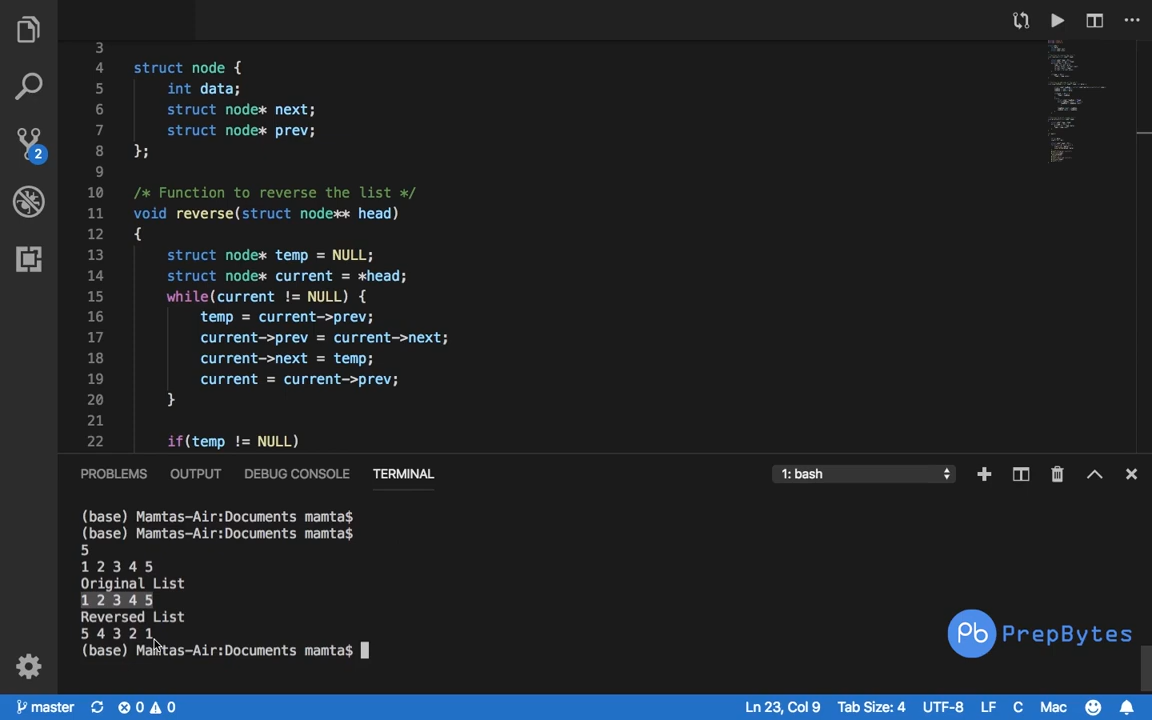 3
4 struct node {
5 int data;
6 struct node* next;
7 struct node* prev;
8 };
9
10 /* Function to reverse the list */
11 void reverse(struct node** head)
12 {
13 struct node* temp = NULL;
14 struct node* current = *head;
15 while(current != NULL) {
16 temp = current->prev;
17 current->prev = current->next;
18 current->next = temp;
19 current = current->prev;
20 }
21
22 if(temp != NULL)
2
PROBLEMS OUTPUT DEBUG CONSOLE TERMINAL 1: bash
(base) Mamtas-Air:Documents mamta$
(base) Mamtas-Air:Documents mamta$
5
1 2 3 4 5
Original List
1 2 3 4 5
Reversed List
5 4 3 2 1
(base) Mamtas-Air:Documents mamta$
Pb PrepBytes
master 0 0 Ln 23, Col 9 Tab Size: 4 UTF-8 LF C Mac